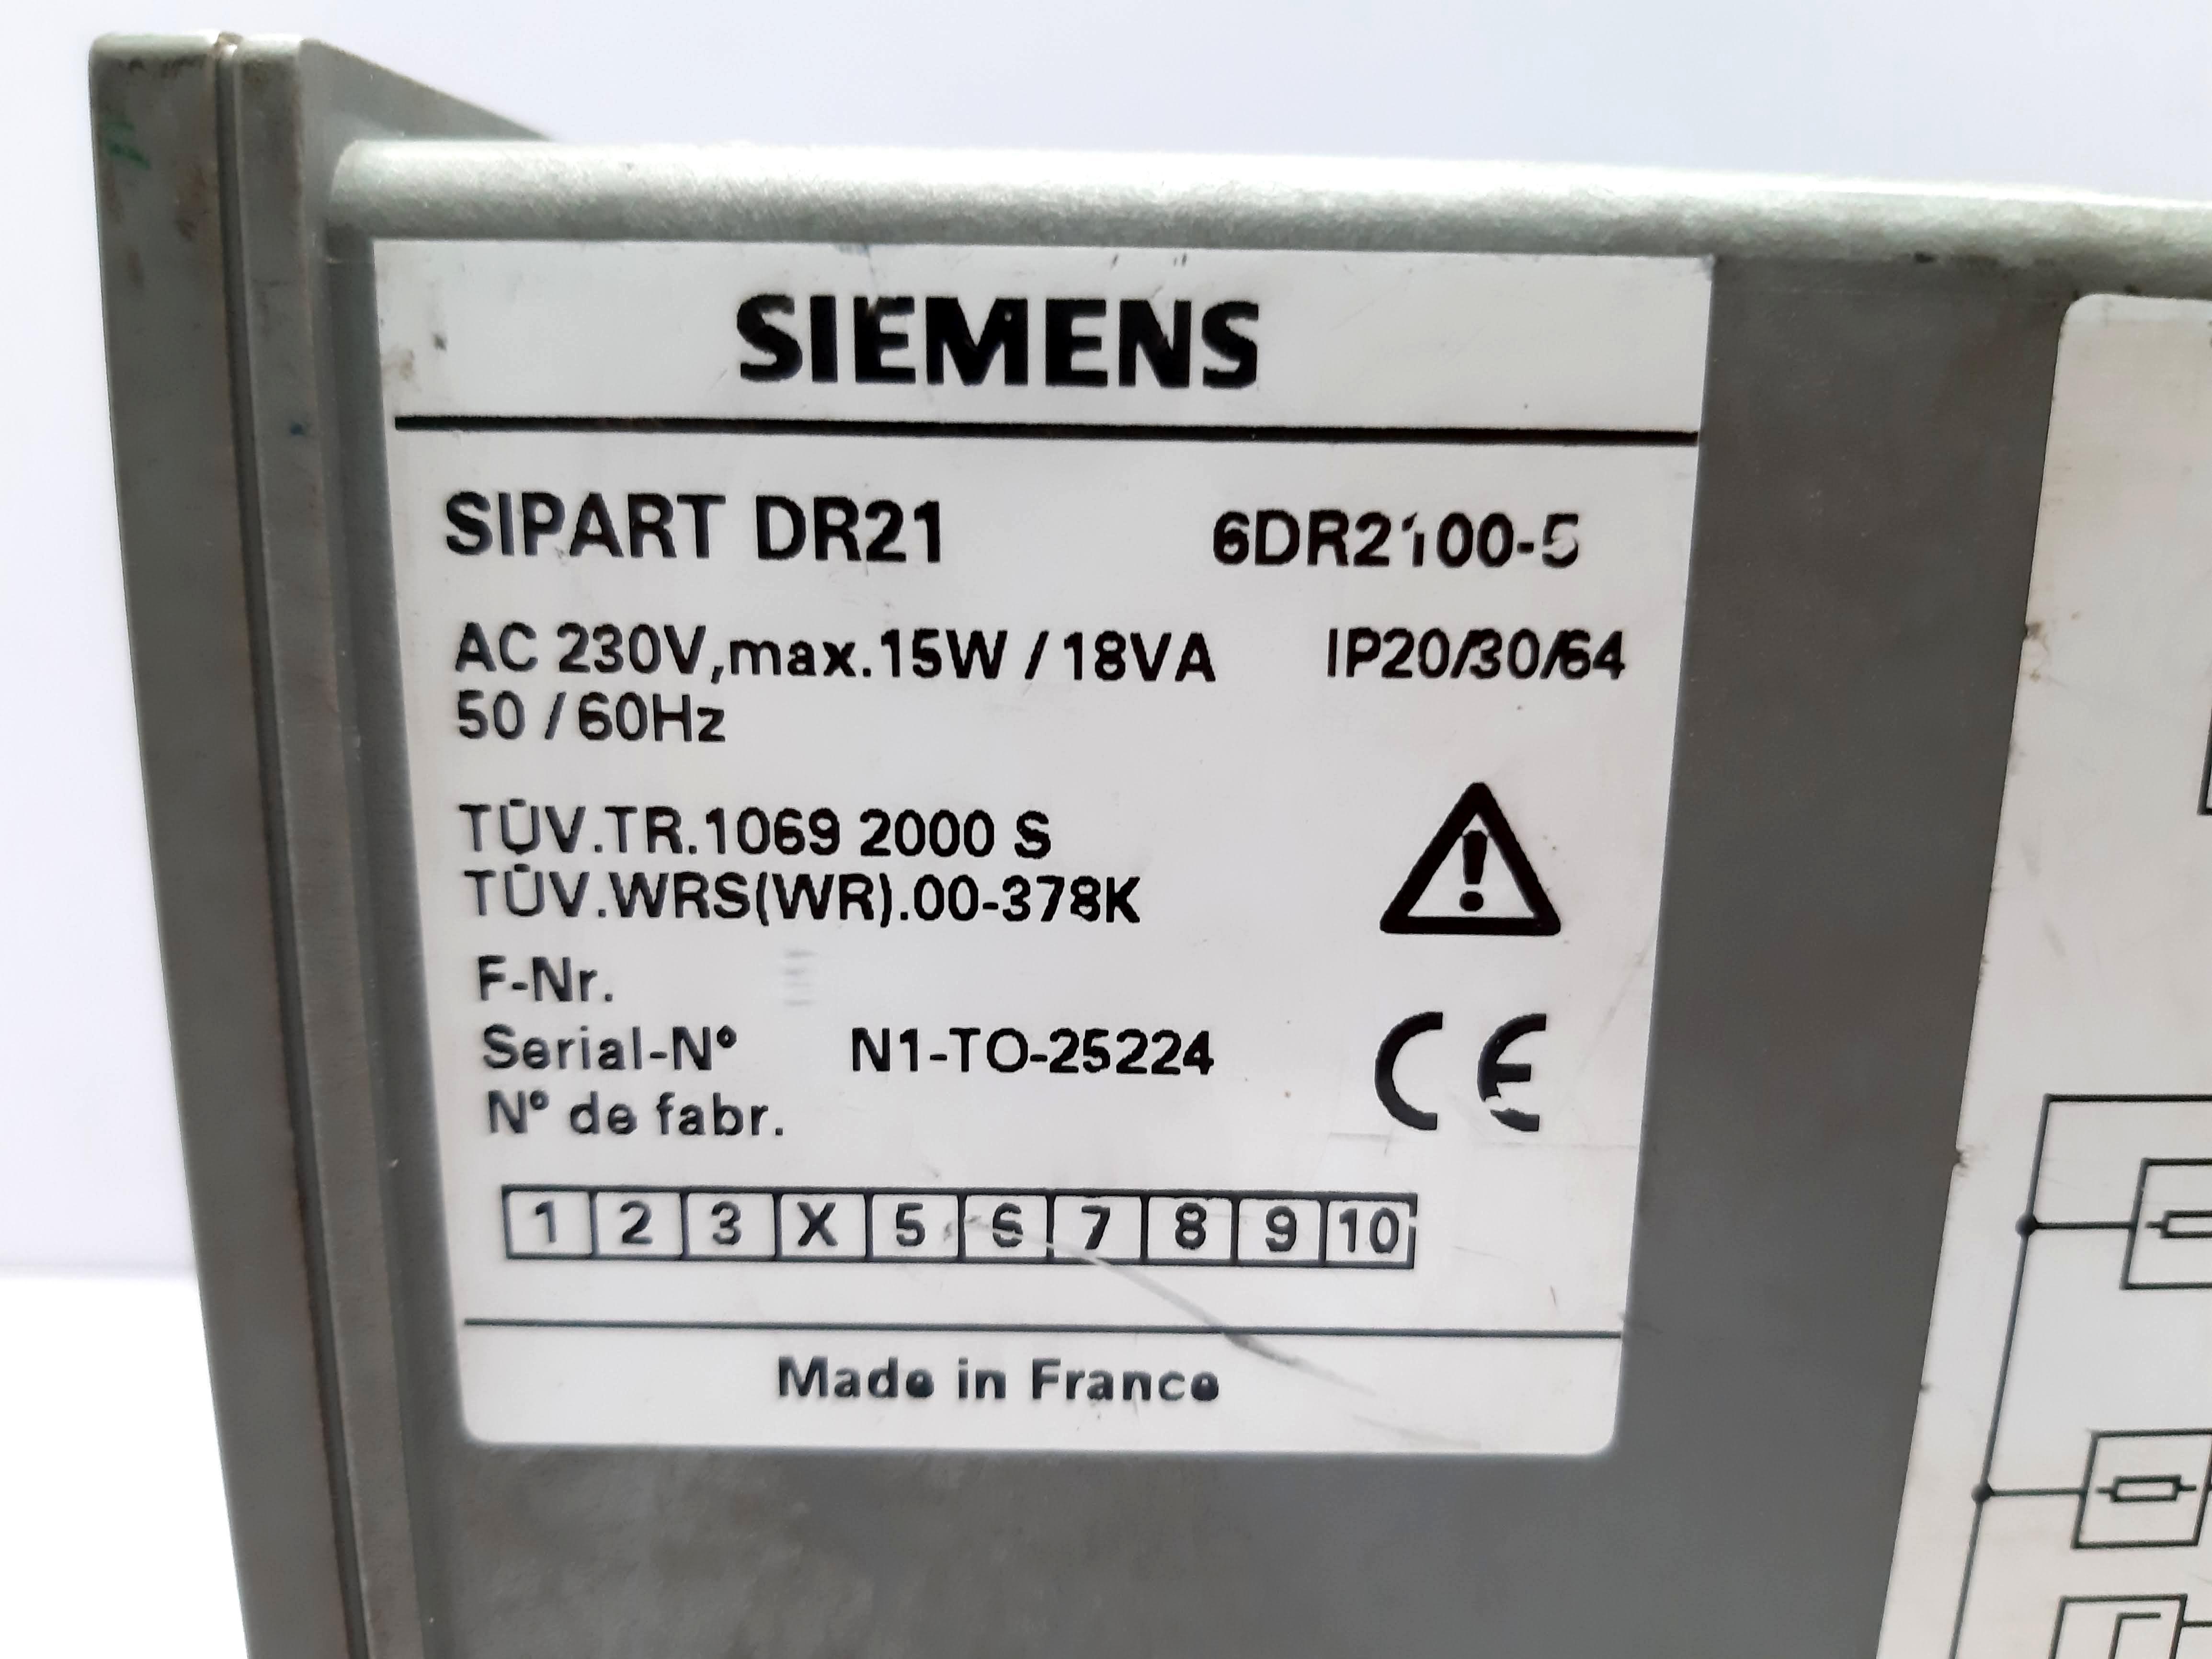 SIEMENS
SIPART DR21 6DR2100-5
AC 230V,max.15W / 18VA IP20/30/64
50 / 60Hz
TÜV.TR.1069 2000 S
TÜV.WRS(WR).00-378K
F-Nr.
Serial-Nº N1-TO-25224
Nº de fabr.
CE
1 2 3 X 5 6 7 8 9 10
Made in France